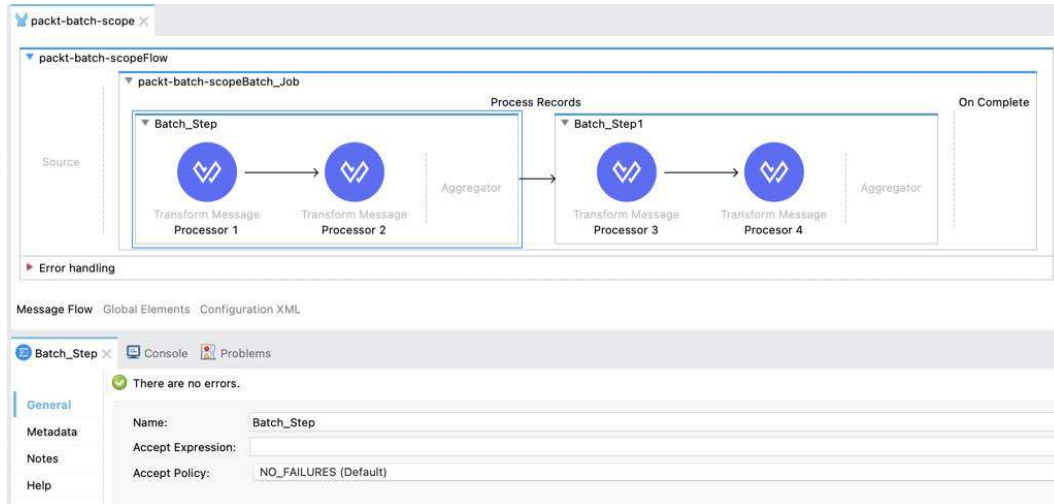 packt-batch-scope
packt-batch-scopeFlow
packt-batch-scopeBatch_Job
Process Records
On Complete
Batch_Step
Batch_Step1
Source
Aggregator
Aggregator
Transform Message
Transform Message
Transform Message
Transform Message
Processor 1
Processor 2
Processor 3
Procesor 4
Error handling
Message Flow Global Elements Configuration XML
Batch_Step Console Problems
There are no errors.
General
Name: Batch_Step
Metadata
Accept Expression:
Notes
Accept Policy: NO_FAILURES (Default)
Help